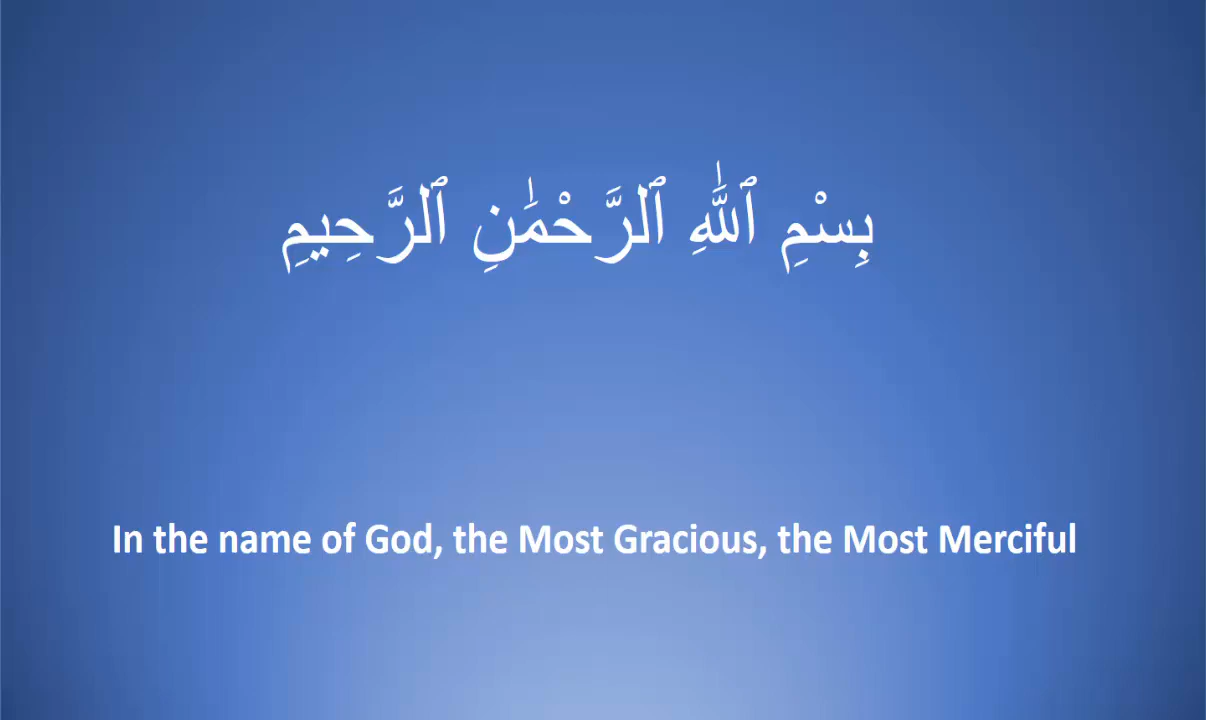 بِسْمِ ٱللَّٰهِ ٱلرَّحْمَٰنِ ٱلرَّحِيمِ
In the name of God, the Most Gracious, the Most Merciful